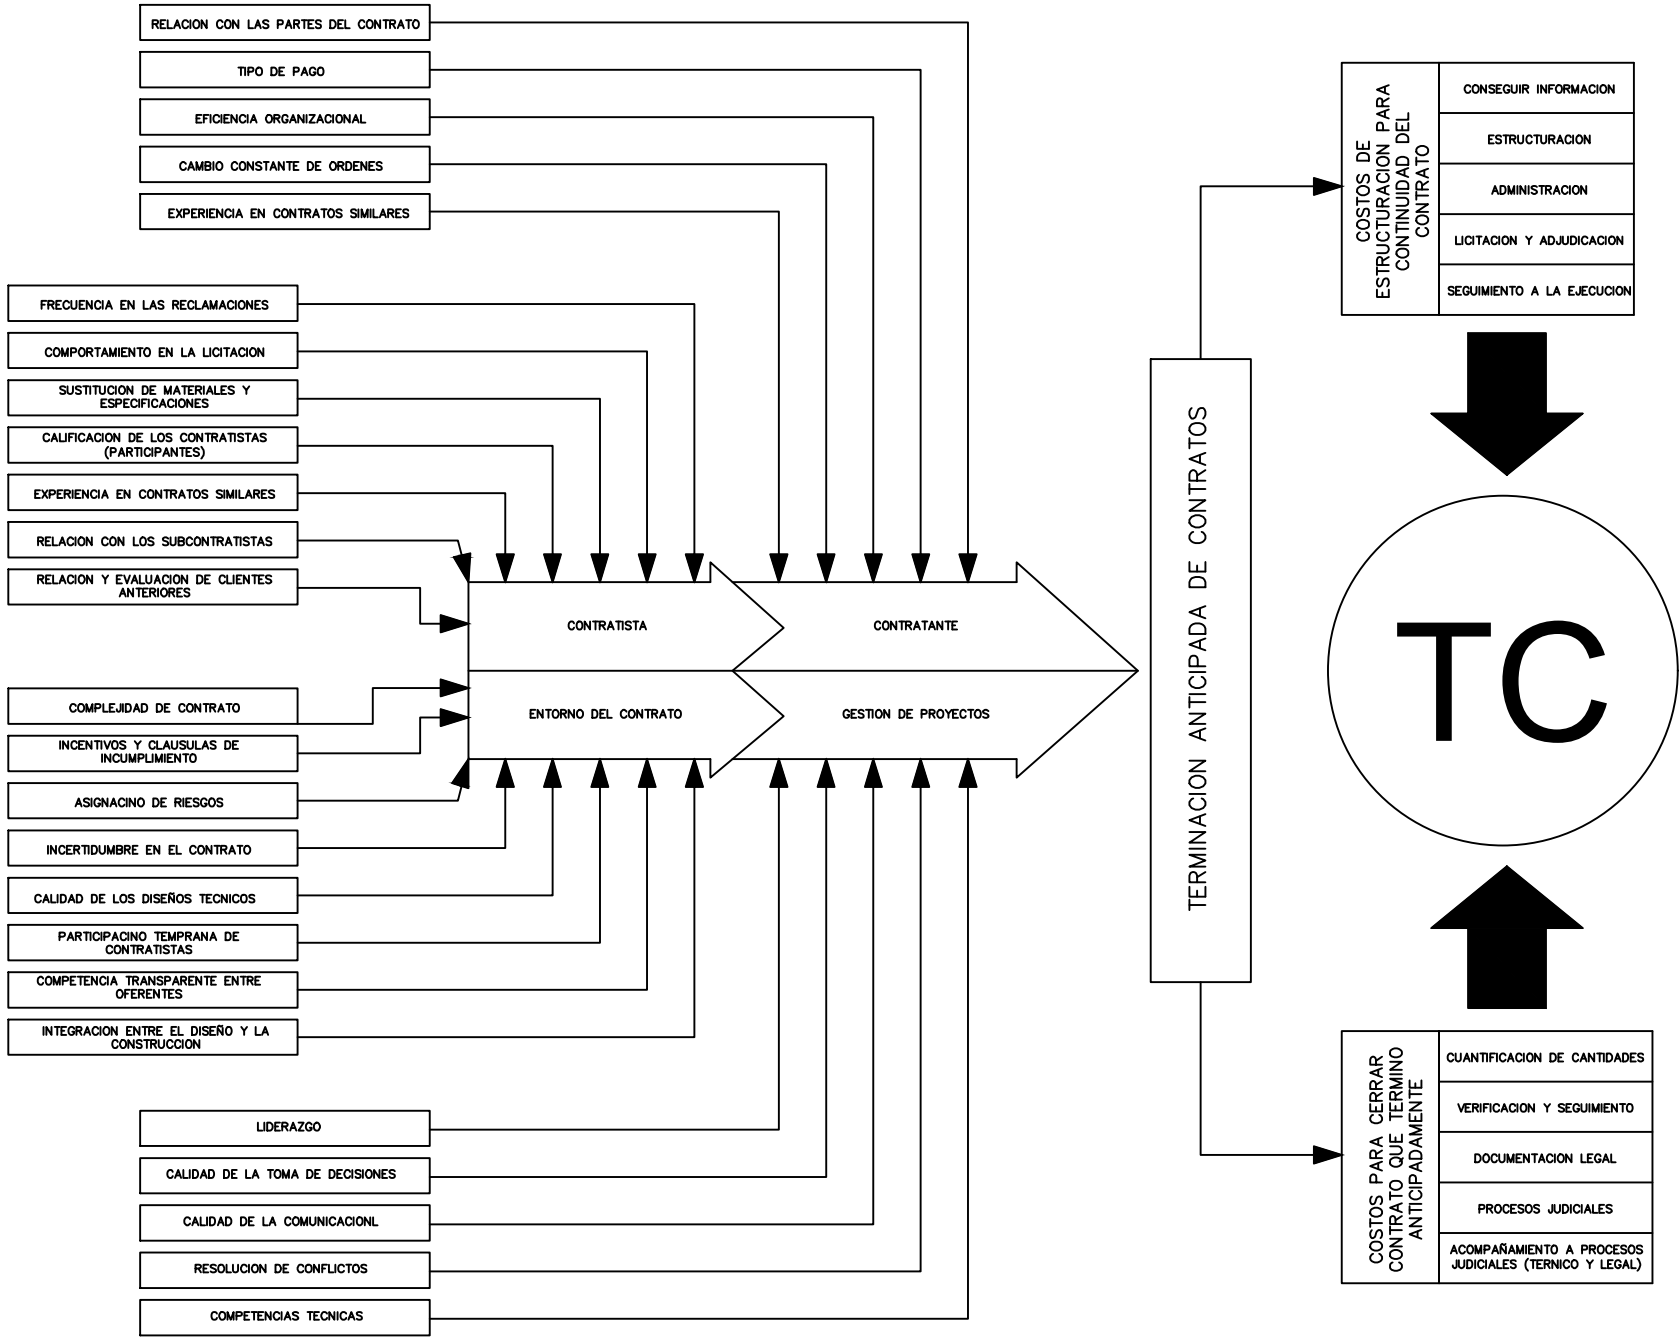 RELACION CON LAS PARTES DEL CONTRATO
TIPO DE PAGO
EFICIENCIA ORGANIZACIONAL
CAMBIO CONSTANTE DE ORDENES
EXPERIENCIA EN CONTRATOS SIMILARES
FRECUENCIA EN LAS RECLAMACIONES
COMPORTAMIENTO EN LA LICITACION
SUSTITUCION DE MATERIALES Y
ESPECIFICACIONES
CALIFICACION DE LOS CONTRATISTAS
(PARTICIPANTES)
EXPERIENCIA EN CONTRATOS SIMILARES
RELACION CON LOS SUBCONTRATISTAS
RELACION Y EVALUACION DE CLIENTES
ANTERIORES
COMPLEJIDAD DE CONTRATO
INCENTIVOS Y CLAUSULAS DE
INCUMPLIMIENTO
ASIGNACINO DE RIESGOS
INCERTIDUMBRE EN EL CONTRATO
CALIDAD DE LOS DISEÑOS TECNICOS
PARTICIPACINO TEMPRANA DE
CONTRATISTAS
COMPETENCIA TRANSPARENTE ENTRE
OFERENTES
INTEGRACION ENTRE EL DISEÑO Y LA
CONSTRUCCION
LIDERAZGO
CALIDAD DE LA TOMA DE DECISIONES
CALIDAD DE LA COMUNICACIONL
RESOLUCION DE CONFLICTOS
COMPETENCIAS TECNICAS
CONTRATISTA
CONTRATANTE
ENTORNO DEL CONTRATO
GESTION DE PROYECTOS
TERMINACION ANTICIPADA DE CONTRATOS
COSTOS DE
ESTRUCTURACION PARA
CONTINUIDAD DEL
CONTRATO
CONSEGUIR INFORMACION
ESTRUCTURACION
ADMINISTRACION
LICITACION Y ADJUDICACION
SEGUIMIENTO A LA EJECUCION
TC
COSTOS PARA CERRAR
CONTRATO QUE TERMINO
ANTICIPADAMENTE
CUANTIFICACION DE CANTIDADES
VERIFICACION Y SEGUIMIENTO
DOCUMENTACION LEGAL
PROCESOS JUDICIALES
ACOMPAÑAMIENTO A PROCESOS
JUDICIALES (TERNICO Y LEGAL)